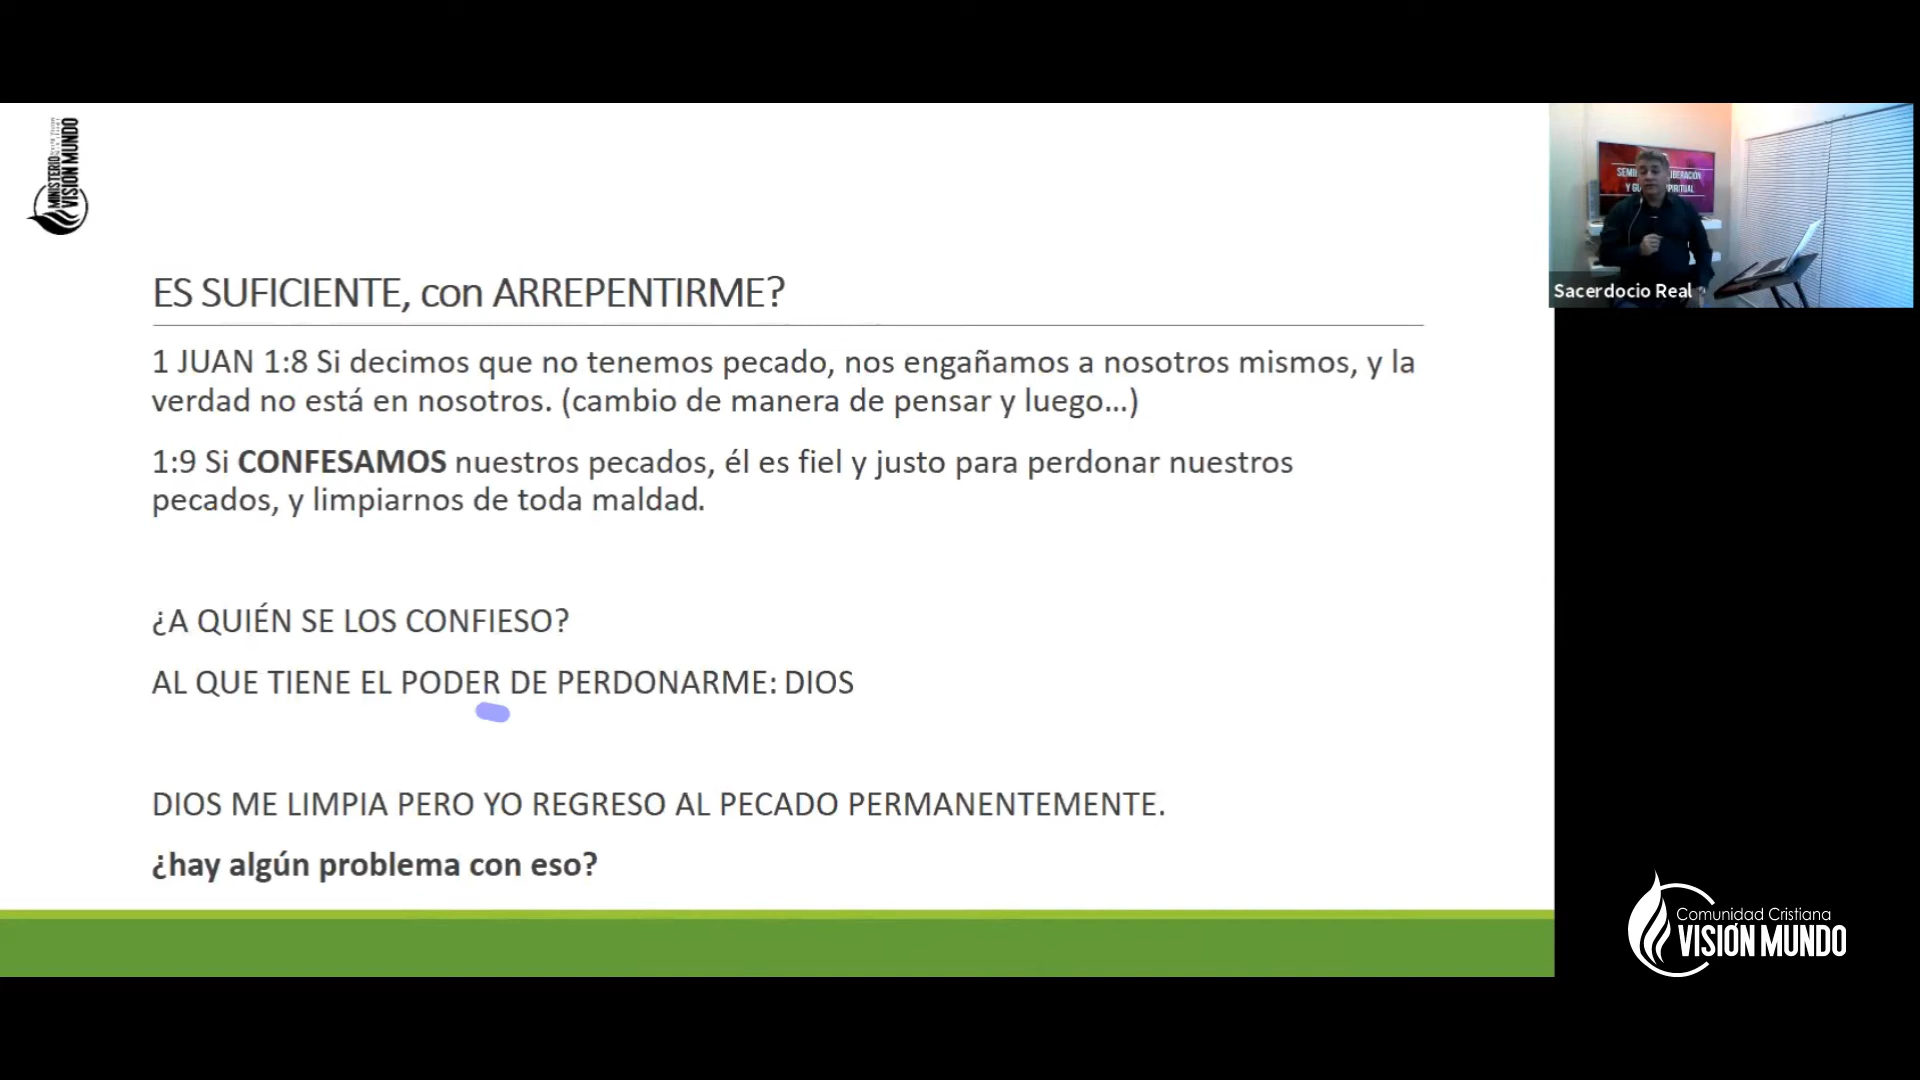 MINISTERIO
VISIÓN MUNDO
Sacerdocio Real
ES SUFICIENTE, con ARREPENTIRME?
1 JUAN 1:8 Si decimos que no tenemos pecado, nos engañamos a nosotros mismos, y la
verdad no está en nosotros. (cambio de manera de pensar y luego...)
1:9 Si CONFESAMOS nuestros pecados, él es fiel y justo para perdonar nuestros
pecados, y limpiarnos de toda maldad.
¿A QUIÉN SE LOS CONFIESO?
AL QUE TIENE EL PODER DE PERDONARME: DIOS
DIOS ME LIMPIA PERO YO REGRESO AL PECADO PERMANENTEMENTE.
¿hay algún problema con eso?
Comunidad Cristiana
VISIÓN MUNDO